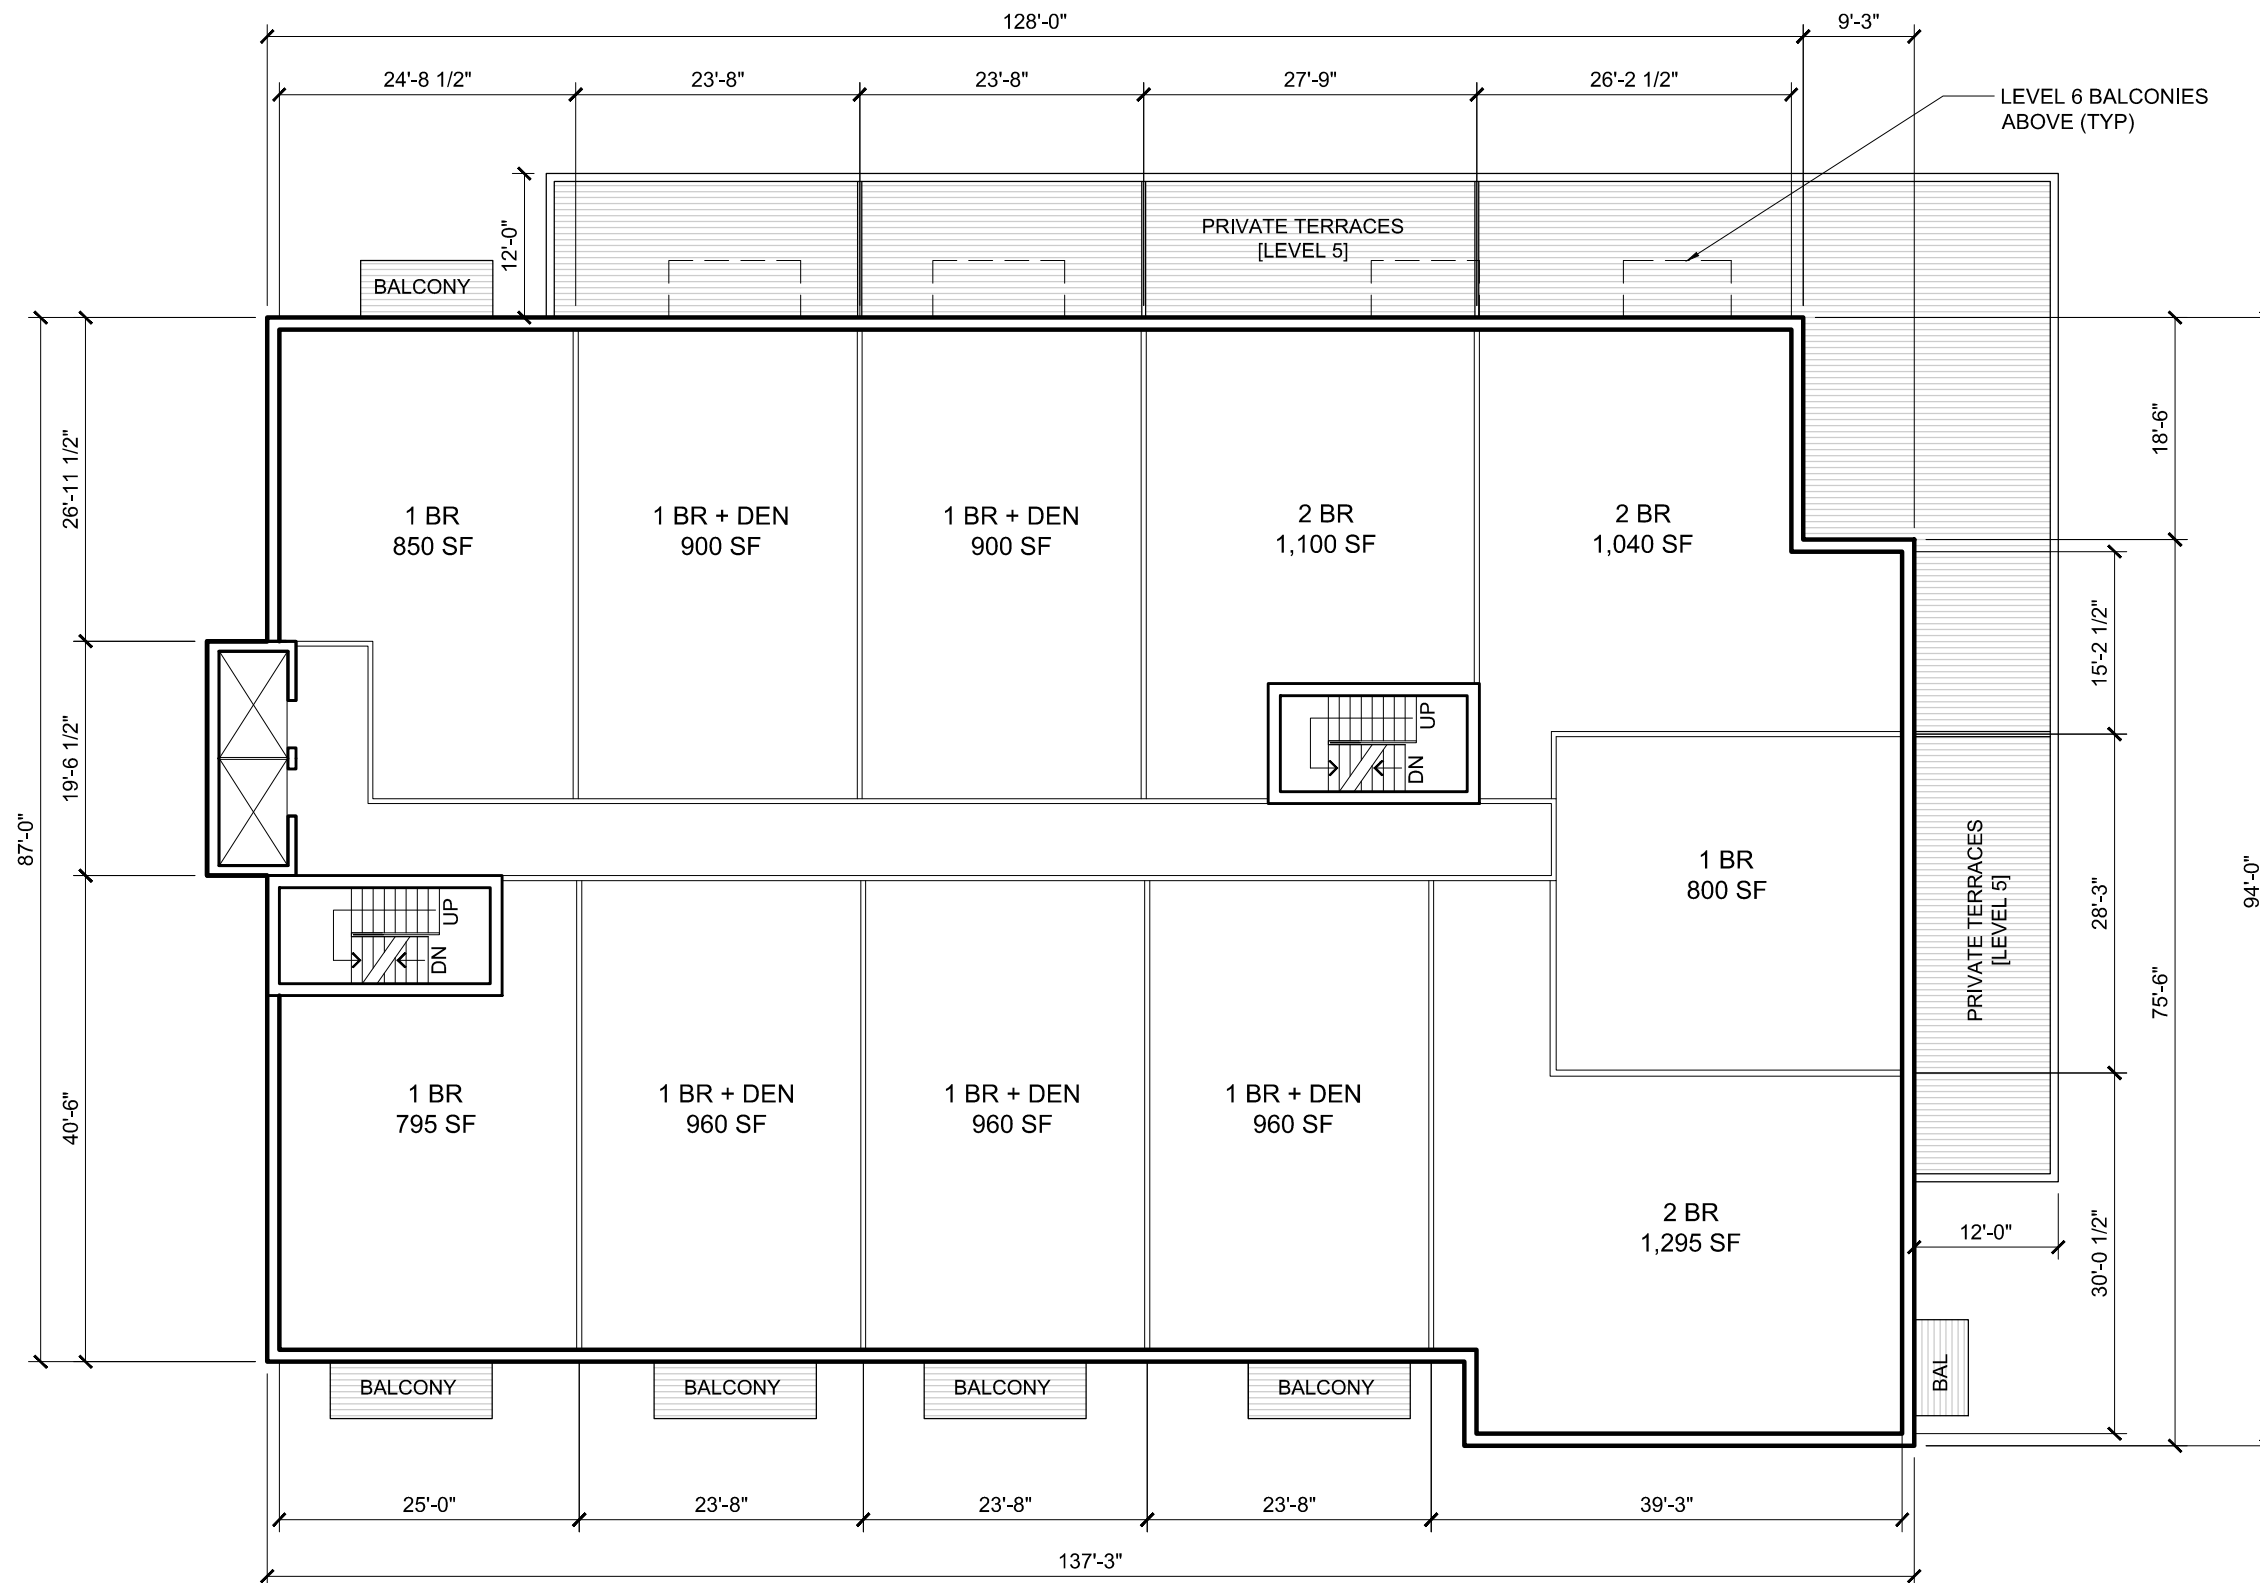 128'-0"
9'-3"
24'-8 1/2"
23'-8"
23'-8"
27'-9"
26'-2 1/2"
LEVEL 6 BALCONIES
ABOVE (TYP)
12'-0"
PRIVATE TERRACES
[LEVEL 5]
BALCONY
26'-11 1/2"
18'-6"
1 BR
850 SF
1 BR + DEN
900 SF
1 BR + DEN
900 SF
2 BR
1,100 SF
2 BR
1,040 SF
15'-2 1/2"
19'-6 1/2"
UP
DN
87'-0"
1 BR
800 SF
PRIVATE TERRACES
[LEVEL 5]
28'-3"
94'-0"
UP
DN
75'-6"
40'-6"
1 BR
795 SF
1 BR + DEN
960 SF
1 BR + DEN
960 SF
1 BR + DEN
960 SF
2 BR
1,295 SF
12'-0"
30'-0 1/2"
BALCONY
BALCONY
BALCONY
BALCONY
BAL
25'-0"
23'-8"
23'-8"
23'-8"
39'-3"
137'-3"